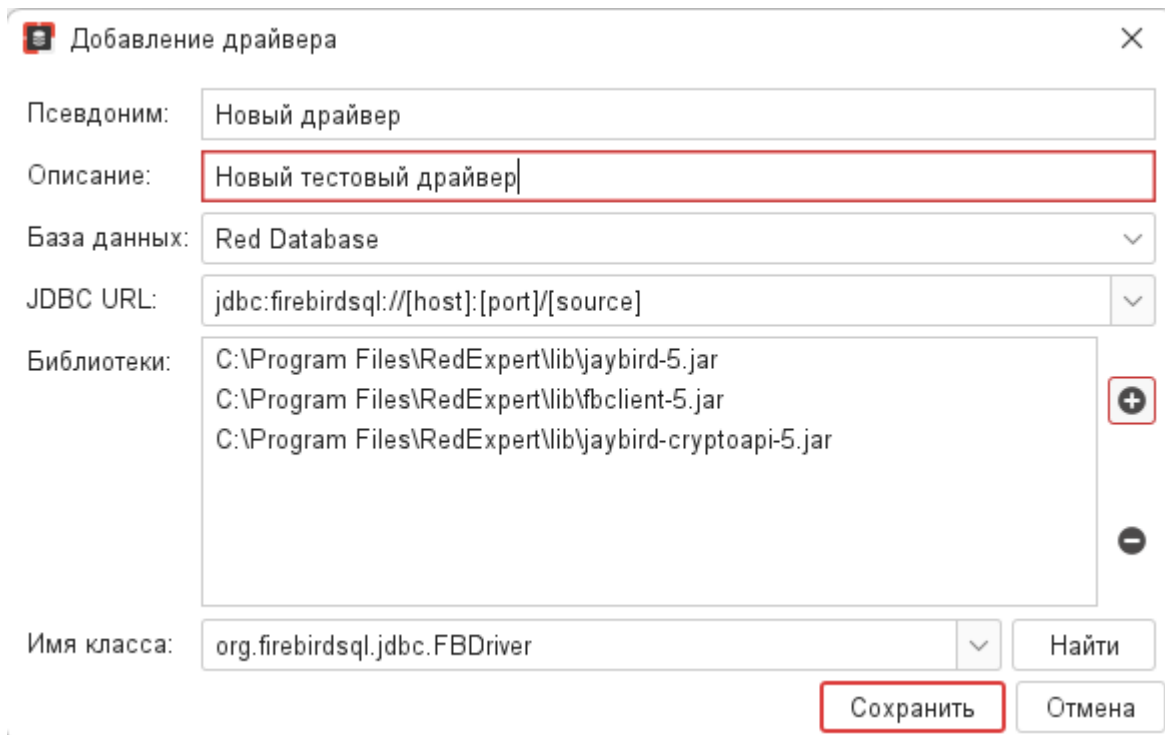 Добавление драйвера
Псевдоним: Новый драйвер
Описание: Новый тестовый драйвер
База данных: Red Database
JDBC URL: jdbc:firebirdsql://[host]:[port]/[source]
Библиотеки: C:\Program Files\RedExpert\lib\jaybird-5.jar
C:\Program Files\RedExpert\lib\fbclient-5.jar
C:\Program Files\RedExpert\lib\jaybird-cryptoapi-5.jar
Имя класса: org.firebirdsql.jdbc.FBDriver Найти
Сохранить Отмена